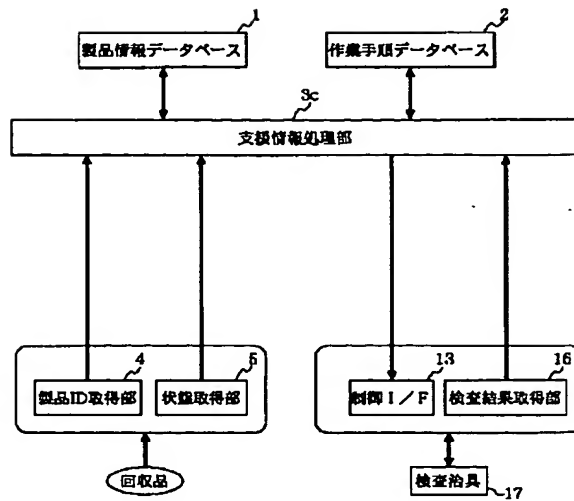 1
2
製品情報データベース
作業手順データベース
3c
支援情報処理部
4
5
13
16
製品ID取得部
状態取得部
制御I/F
検査結果取得部
回収品
検査治具
17